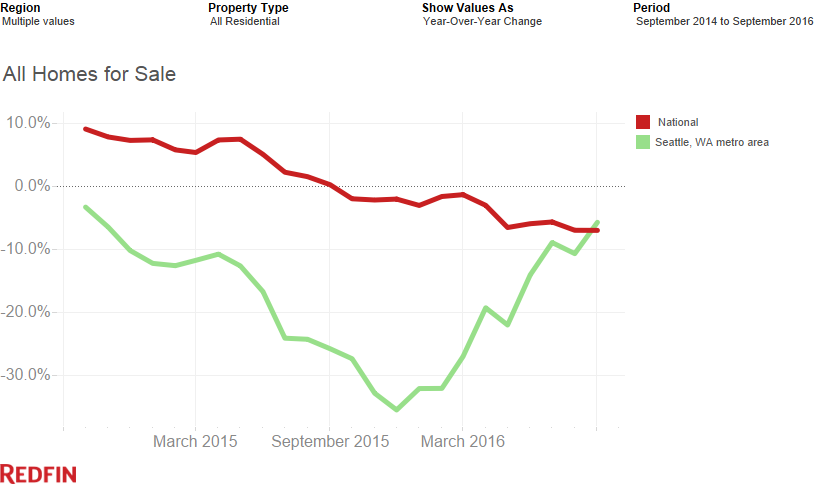 Region Property Type Show Values As Period
Multiple values All Residential Year-Over-Year Change September 2014 to September 2016
All Homes for Sale
10.0%
0.0%
-10.0%
-20.0%
-30.0%
March 2015 September 2015 March 2016
National
Seattle, WA metro area
REDFIN